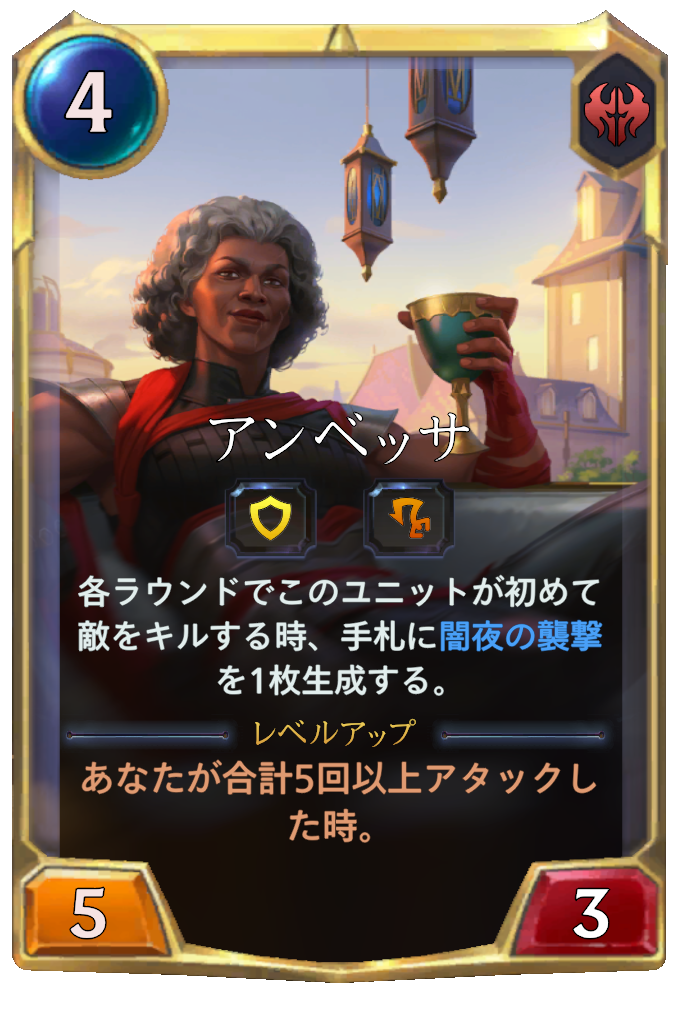 4
アンベッサ
各ラウンドでこのユニットが初めて
敵をキルする時、手札に闇夜の襲撃
を1枚生成する。
レベルアップ
あなたが合計5回以上アタックし
た時。
5
3